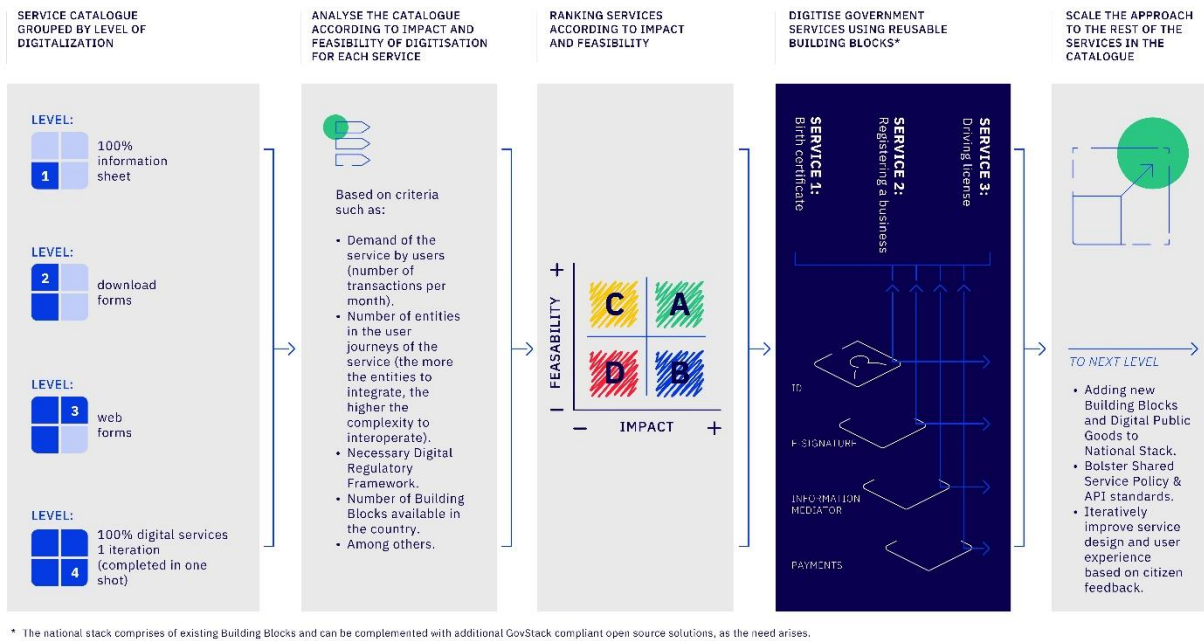 SERVICE CATALOGUE
GROUPED BY LEVEL OF
DIGITALIZATION
ANALYSE THE CATALOGUE
ACCORDING TO IMPACT AND
FEASIBILITY OF DIGITISATION
FOR EACH SERVICE
RANKING SERVICES
ACCORDING TO IMPACT
AND FEASIBILITY
DIGITISE GOVERNMENT
SERVICES USING REUSABLE
BUILDING BLOCKS*
SCALE THE APPROACH
TO THE REST OF THE
SERVICES IN THE
CATALOGUE
LEVEL:
1
100%
information
sheet
LEVEL:
2
download
forms
LEVEL:
3
web
forms
LEVEL:
4
100% digital services
1 iteration
(completed in one
shot)
Based on criteria
such as:
• Demand of the
service by users
(number of
transactions per
month).
• Number of entities
in the user
journeys of the
service (the more
the entities to
integrate, the
higher the
complexity to
interoperate).
• Necessary Digital
Regulatory
Framework.
• Number of Building
Blocks available in
the country.
• Among others.
+
FEASABILITY
−
C
A
D
B
− IMPACT +
SERVICE 1:
Birth certificate
SERVICE 2:
Registering a business
SERVICE 3:
Driving license
ID
E-SIGNATURE
INFORMATION
MEDIATOR
PAYMENTS
TO NEXT LEVEL
• Adding new
Building Blocks
and Digital Public
Goods to
National Stack.
• Bolster Shared
Service Policy &
API standards.
• Iteratively
improve service
design and user
experience
based on citizen
feedback.
* The national stack comprises of existing Building Blocks and can be complemented with additional GovStack compliant open source solutions, as the need arises.